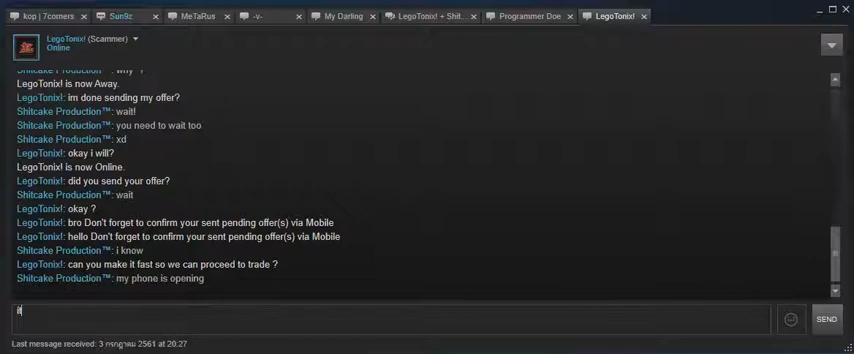 kop | 7corners
Sun9z
MeTaRus
-v-
My Darling
LegoTonix! + Shit...
Programmer Doe
LegoTonix!
LegoTonix! (Scammer)
Online
Shitcake Production™: why ?
LegoTonix! is now Away.
LegoTonix!: im done sending my offer?
Shitcake Production™: wait!
Shitcake Production™: you need to wait too
Shitcake Production™: xd
LegoTonix!: okay i will?
LegoTonix! is now Online.
LegoTonix!: did you send your offer?
Shitcake Production™: wait
LegoTonix!: okay ?
LegoTonix!: bro Don't forget to confirm your sent pending offer(s) via Mobile
LegoTonix!: hello Don't forget to confirm your sent pending offer(s) via Mobile
Shitcake Production™: i know
LegoTonix!: can you make it fast so we can proceed to trade ?
Shitcake Production™: my phone is opening
it
SEND
Last message received: 3 กรกฎาคม 2561 at 20:27